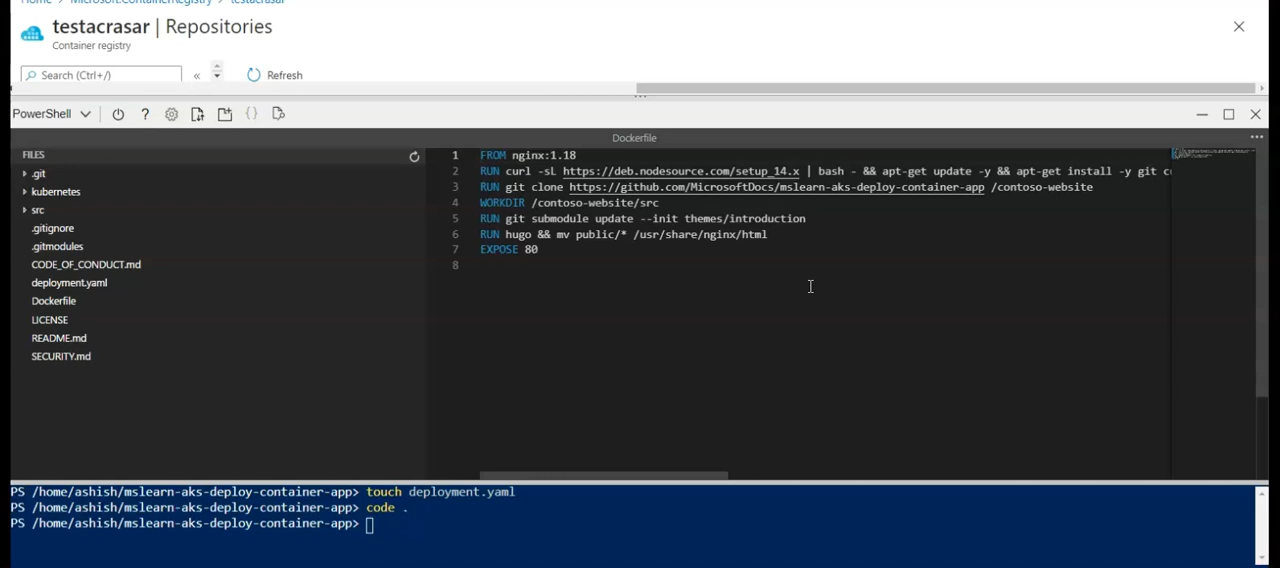 Home > Microsoft.ContainerRegistry > testacrasar
testacrasar | Repositories
Container registry
Search (Ctrl+/)
«
Refresh
PowerShell
?
{}
Dockerfile
FILES
.git
kubernetes
src
.gitignore
.gitmodules
CODE_OF_CONDUCT.md
deployment.yaml
Dockerfile
LICENSE
README.md
SECURITY.md
1 FROM nginx:1.18
2 RUN curl -sL https://deb.nodesource.com/setup_14.x | bash - && apt-get update -y && apt-get install -y git c
3 RUN git clone https://github.com/MicrosoftDocs/mslearn-aks-deploy-container-app /contoso-website
4 WORKDIR /contoso-website/src
5 RUN git submodule update --init themes/introduction
6 RUN hugo && mv public/* /usr/share/nginx/html
7 EXPOSE 80
8
PS /home/ashish/mslearn-aks-deploy-container-app> touch deployment.yaml
PS /home/ashish/mslearn-aks-deploy-container-app> code .
PS /home/ashish/mslearn-aks-deploy-container-app>